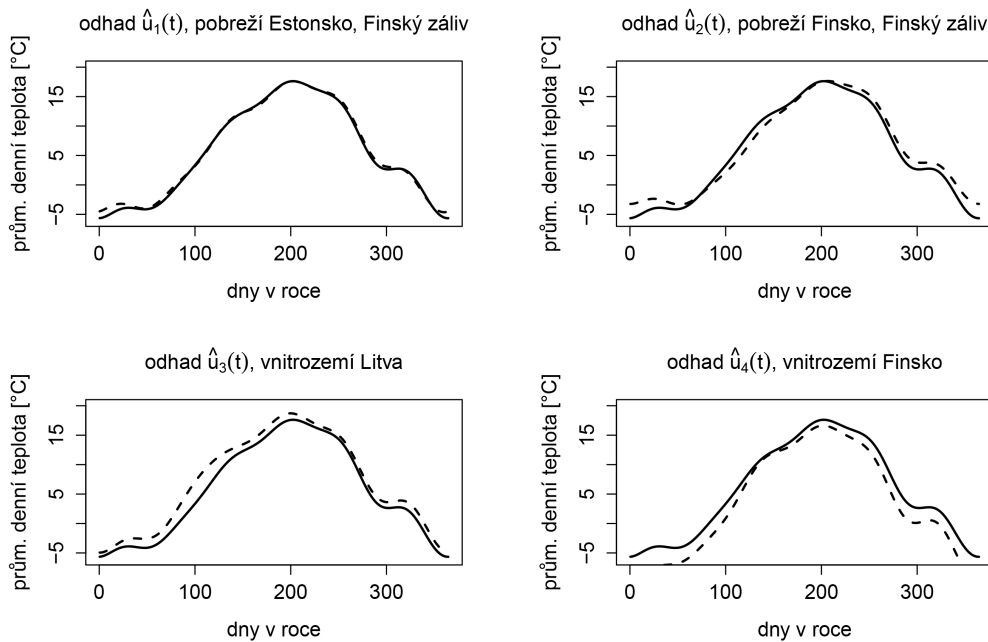 odhad û₁(t), pobreží Estonsko, Finský záliv
prům. denní teplota [°C]
15
5
−5
0 100 200 300
dny v roce
odhad û₂(t), pobreží Finsko, Finský záliv
prům. denní teplota [°C]
15
5
−5
0 100 200 300
dny v roce
odhad û₃(t), vnitrozemí Litva
prům. denní teplota [°C]
15
5
−5
0 100 200 300
dny v roce
odhad û₄(t), vnitrozemí Finsko
prům. denní teplota [°C]
15
5
−5
0 100 200 300
dny v roce